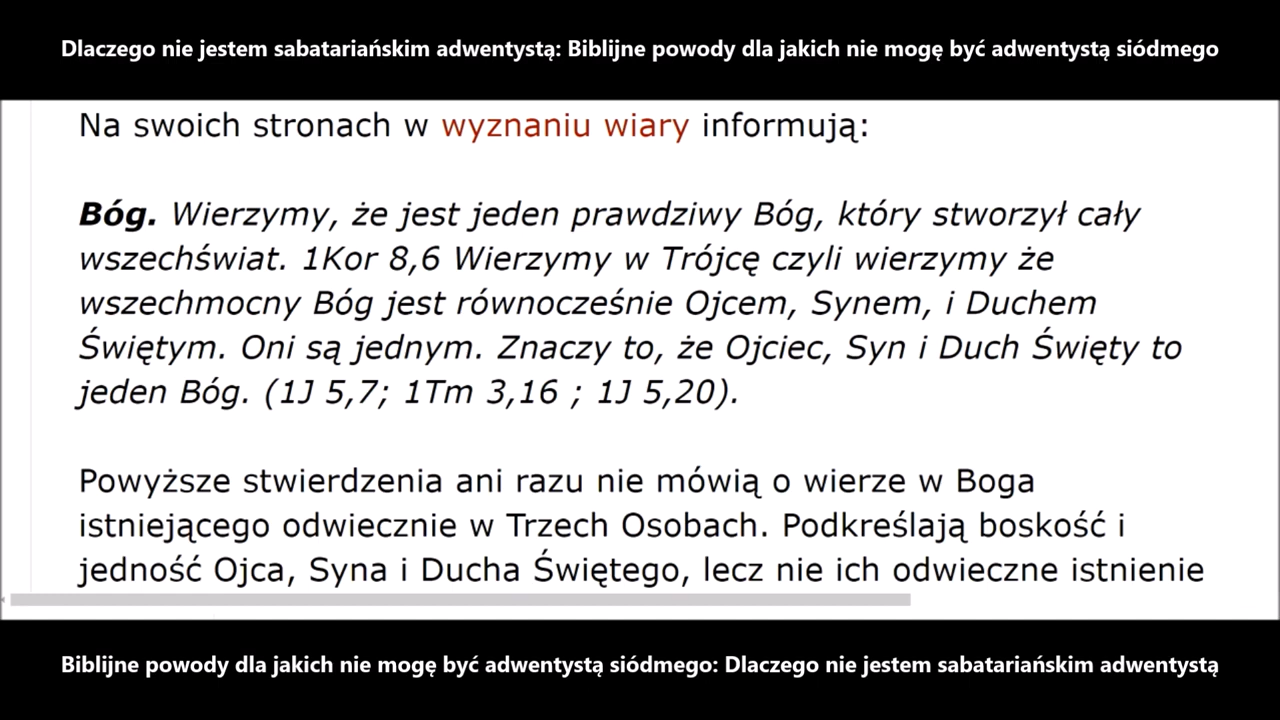 Dlaczego nie jestem sabatariańskim adwentystą: Biblijne powody dla jakich nie mogę być adwentystą siódmego
Na swoich stronach w wyznaniu wiary informują:
Bóg. Wierzymy, że jest jeden prawdziwy Bóg, który stworzył cały
wszechświat. 1Kor 8,6 Wierzymy w Trójcę czyli wierzymy że
wszechmocny Bóg jest równocześnie Ojcem, Synem, i Duchem
Świętym. Oni są jednym. Znaczy to, że Ojciec, Syn i Duch Święty to
jeden Bóg. (1J 5,7; 1Tm 3,16 ; 1J 5,20).
Powyższe stwierdzenia ani razu nie mówią o wierze w Boga
istniejącego odwiecznie w Trzech Osobach. Podkreślają boskość i
jedność Ojca, Syna i Ducha Świętego, lecz nie ich odwieczne istnienie
Biblijne powody dla jakich nie mogę być adwentystą siódmego: Dlaczego nie jestem sabatariańskim adwentystą